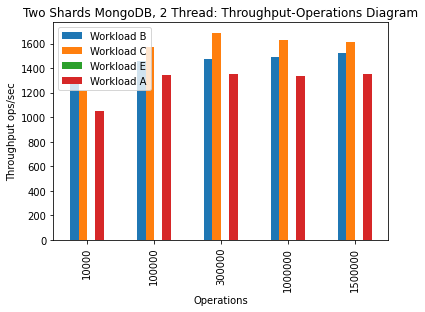 Two Shards MongoDB, 2 Thread: Throughput-Operations Diagram
Throughput ops/sec
1600
1400
1200
1000
800
600
400
200
0
Workload B
Workload C
Workload E
Workload A
10000
100000
300000
1000000
1500000
Operations